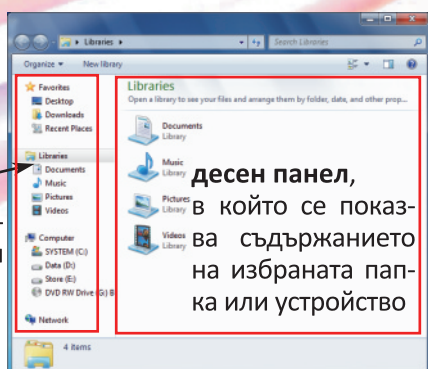 Libraries
Search Libraries
Organize
New library
Favorites
Desktop
Downloads
Recent Places
Libraries
Documents
Music
Pictures
Videos
Computer
SYSTEM (C:)
Data (D:)
Store (E:)
DVD RW Drive (G:) B
Network
Libraries
Open a library to see your files and arrange them by folder, date, and other prop...
Documents
Library
Music
Library
Pictures
Library
Videos
Library
десен панел,
в който се показ-
ва съдържанието
на избраната пап-
ка или устройство
4 items